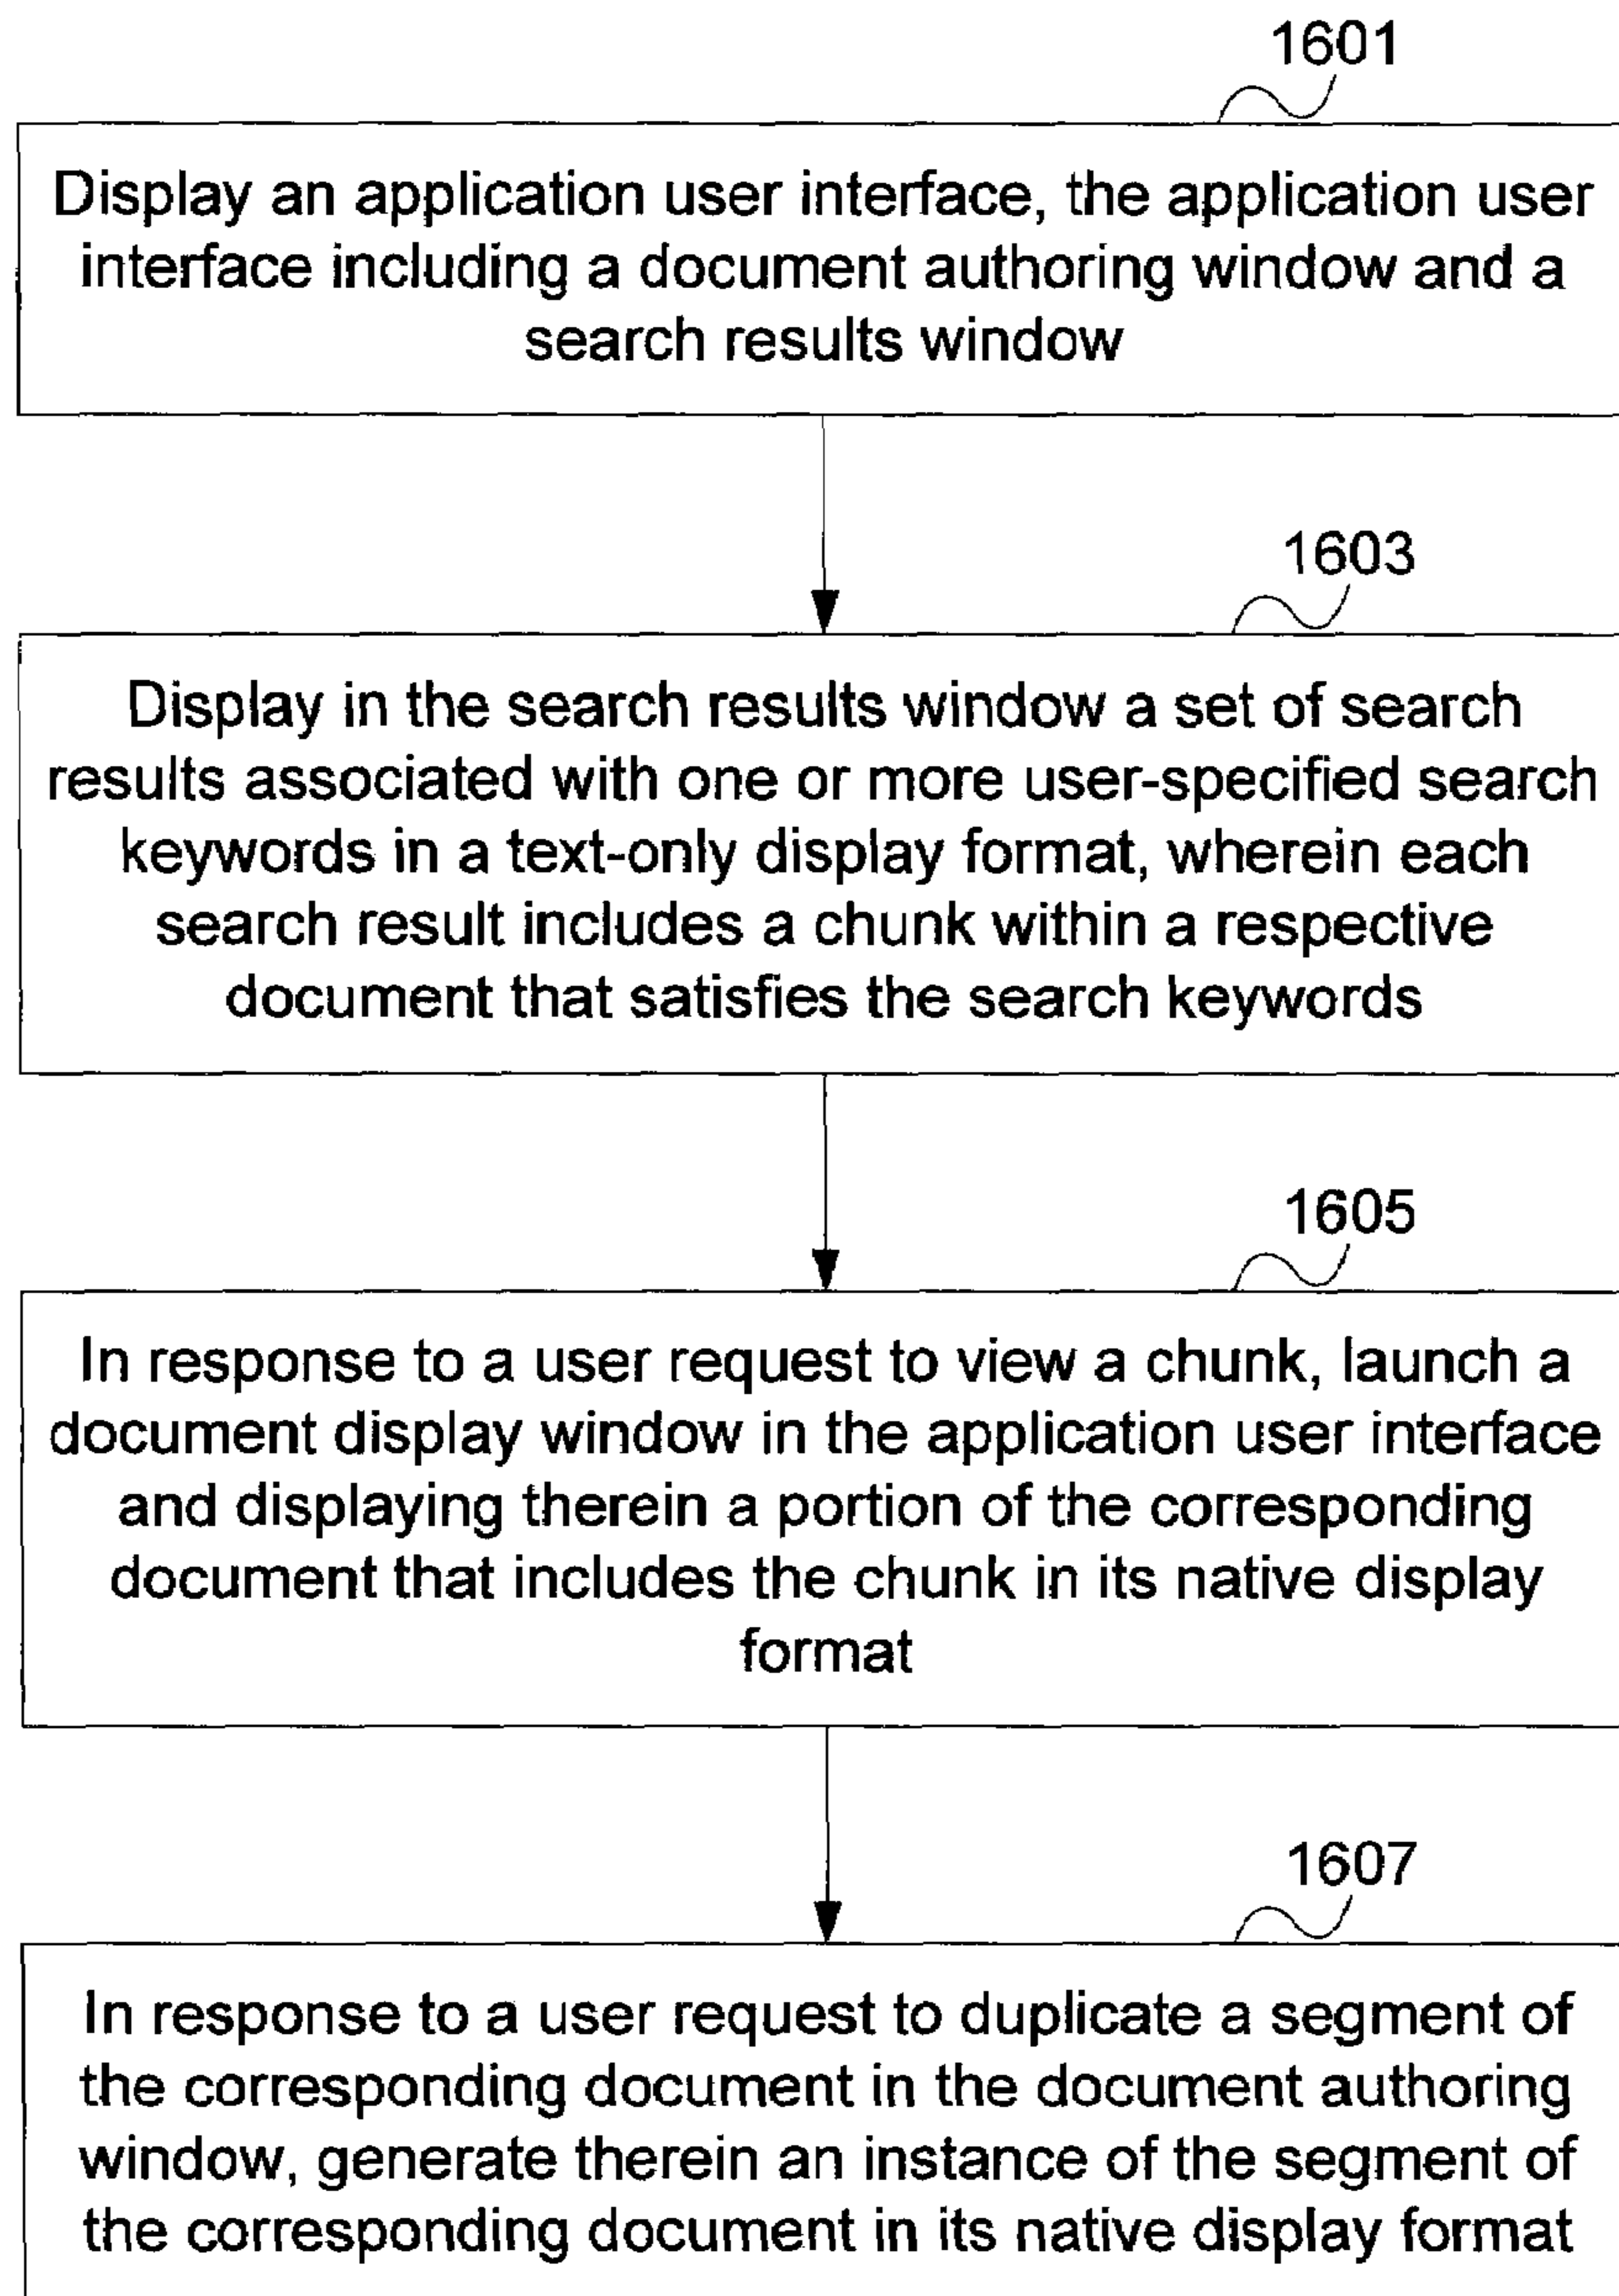 1601
Display an application user interface, the application user
interface including a document authoring window and a
search results window
1603
Display in the search results window a set of search
results associated with one or more user-specified search
keywords in a text-only display format, wherein each
search result includes a chunk within a respective
document that satisfies the search keywords
1605
In response to a user request to view a chunk, launch a
document display window in the application user interface
and displaying therein a portion of the corresponding
document that includes the chunk in its native display
format
1607
In response to a user request to duplicate a segment of
the corresponding document in the document authoring
window, generate therein an instance of the segment of
the corresponding document in its native display format